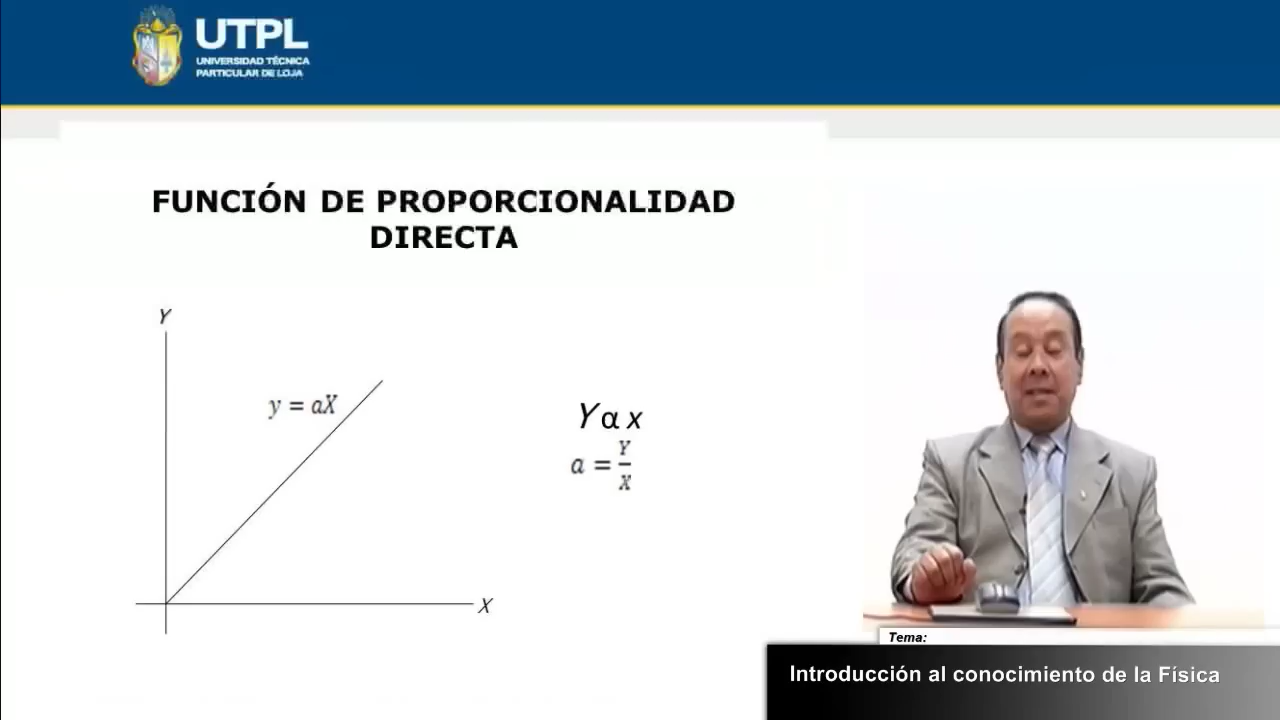 UTPL
UNIVERSIDAD TÉCNICA
PARTICULAR DE LOJA
FUNCIÓN DE PROPORCIONALIDAD
DIRECTA
Y
y = aX
X
Y α x
a = Y/X
Tema:
Introducción al conocimiento de la Física